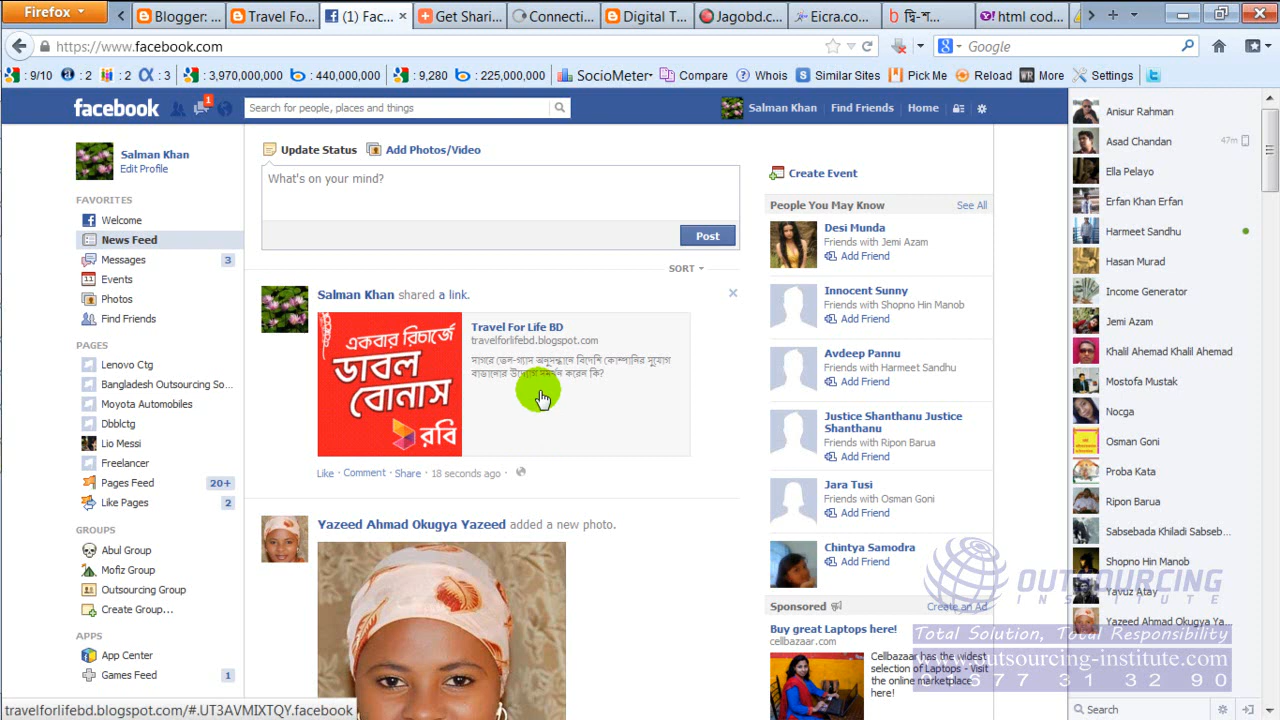 Firefox
Blogger: ...
Travel Fo...
(1) Fac...
Get Shari...
Connecti...
Digital T...
Jagobd.c...
Eicra.co...
দ্বি-শ...
html cod...
https://www.facebook.com
Google
: 9/10
: 2
: 2
: 3
: 3,970,000,000
: 440,000,000
: 9,280
: 225,000,000
SocioMeter
Compare
Whois
Similar Sites
Pick Me
Reload
More
Settings
facebook
1
Search for people, places and things
Salman Khan
Find Friends
Home
Salman Khan
Edit Profile
FAVORITES
Welcome
News Feed
Messages
3
Events
Photos
Find Friends
PAGES
Lenovo Ctg
Bangladesh Outsourcing So...
Moyota Automobiles
Dbblctg
Lio Messi
Freelancer
Pages Feed
20+
Like Pages
2
GROUPS
Abul Group
Mofiz Group
Outsourcing Group
Create Group...
APPS
App Center
Games Feed
1
Update Status
Add Photos/Video
What's on your mind?
Post
SORT
Salman Khan shared a link.
একবার রিচার্জে
ডাবল
বোনাস
রবি
Travel For Life BD
travelforlifebd.blogspot.com
সাগরে তেল-গ্যাস অনুসন্ধানে বিদেশি কোম্পানির সুযোগ
বাড়ানোর উদ্যোগ সমর্থন করেন কি?
Like · Comment · Share · 18 seconds ago ·
Yazeed Ahmad Okugya Yazeed added a new photo.
Create Event
People You May Know
See All
Desi Munda
Friends with Jemi Azam
Add Friend
Innocent Sunny
Friends with Shopno Hin Manob
Add Friend
Avdeep Pannu
Friends with Harmeet Sandhu
Add Friend
Justice Shanthanu Justice
Shanthanu
Friends with Ripon Barua
Add Friend
Jara Tusi
Friends with Osman Goni
Add Friend
Chintya Samodra
Add Friend
Sponsored
Create an Ad
Buy great Laptops here!
cellbazaar.com
Cellbazaar has the widest
selection of Laptops - Visit
the online marketplace
here!
Anisur Rahman
Asad Chandan
47m
Ella Pelayo
Erfan Khan Erfan
Harmeet Sandhu
Hasan Murad
Income Generator
Jemi Azam
Khalil Ahemad Khalil Ahemad
Mostofa Mustak
Nocga
Osman Goni
Proba Kata
Ripon Barua
Sabsebada Khiladi Sabseb...
Shopno Hin Manob
Yavuz Atay
Yazeed Ahmad Okugya Ya...
Search
OUTSOURCING
INSTITUTE
Total Solution, Total Responsibility
www.outsourcing-institute.com
travelforlifebd.blogspot.com/#.UT3AVMIXTQY.facebook